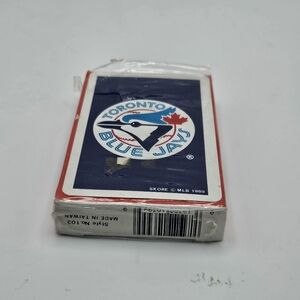 TORONTO
BLUE JAYS
®
SKORE © MLB 1989
Style No. 103
MADE IN TAIWAN